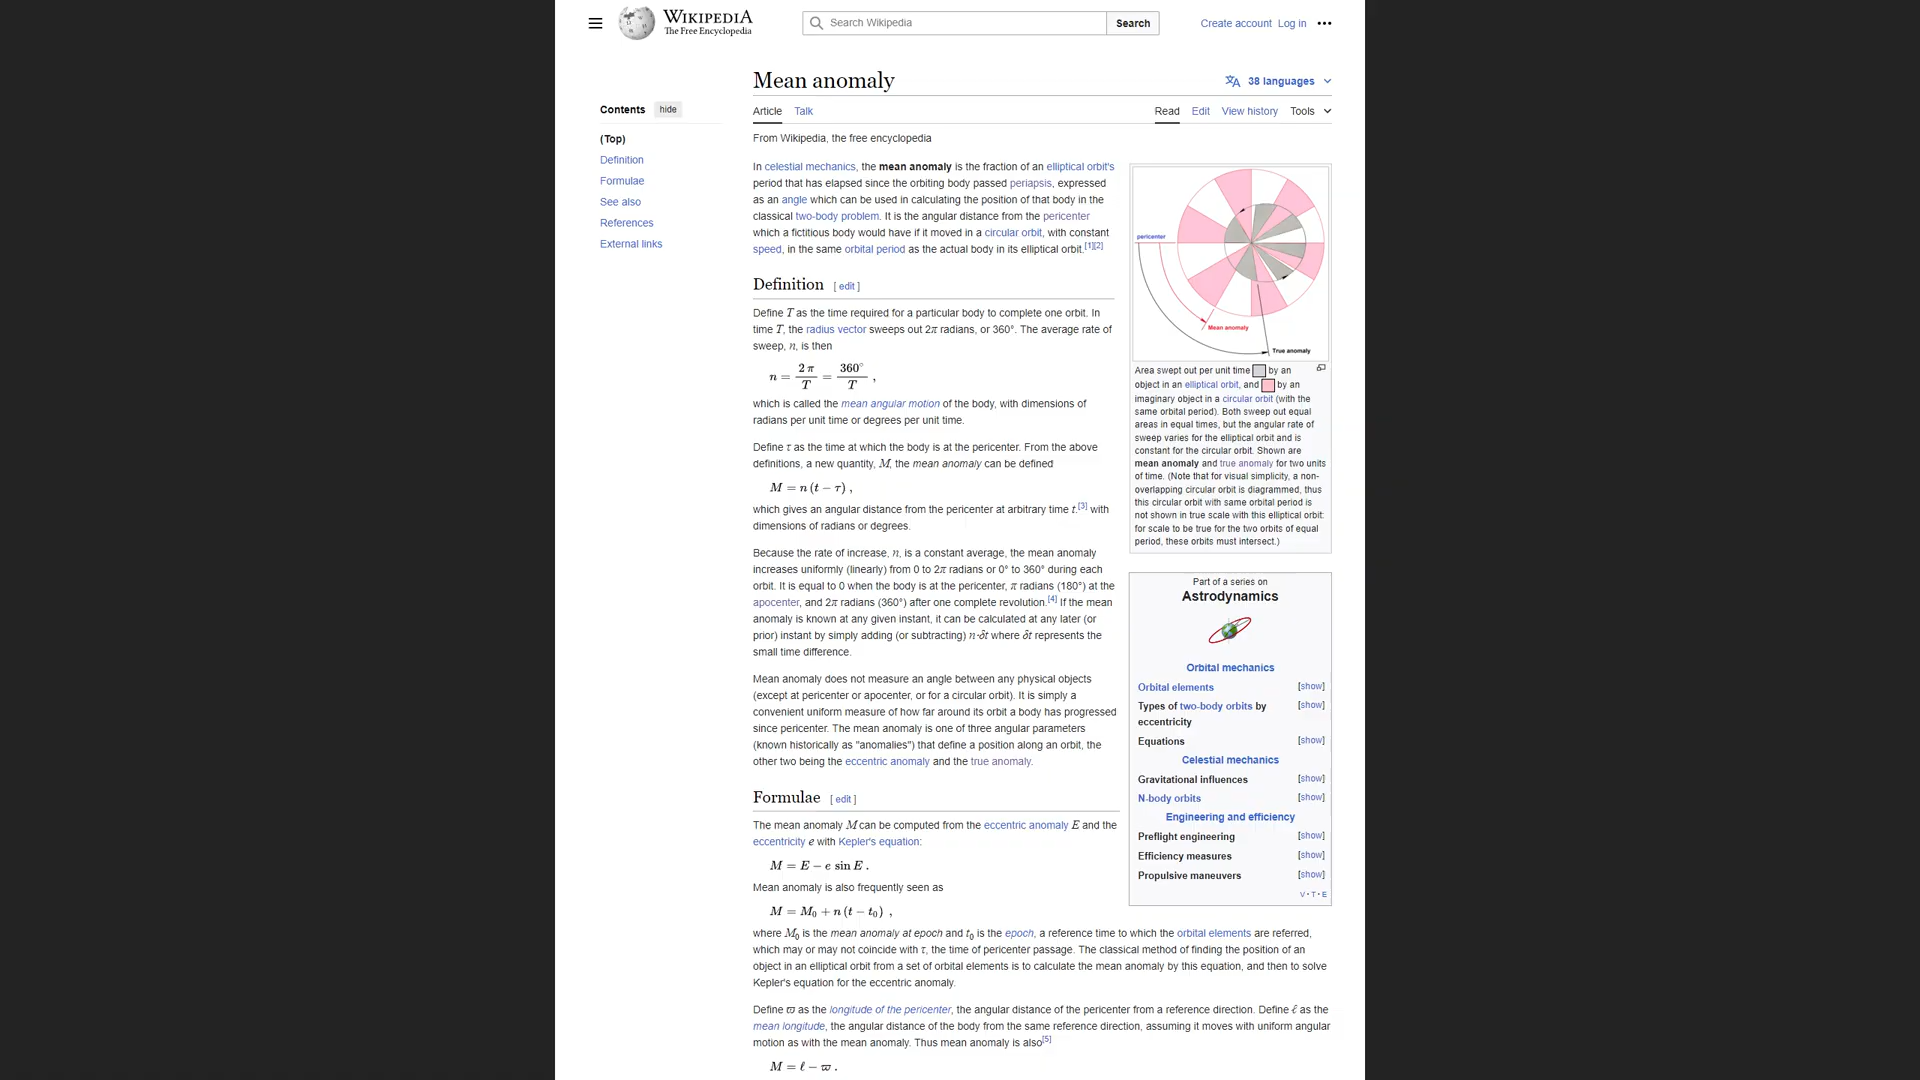 WIKIPEDIA
The Free Encyclopedia
Search Wikipedia
Search
Create account Log in
Mean anomaly
38 languages
Contents hide
Article Talk
Read Edit View history Tools
(Top)
Definition
Formulae
See also
References
External links
From Wikipedia, the free encyclopedia
In celestial mechanics, the mean anomaly is the fraction of an elliptical orbit's
period that has elapsed since the orbiting body passed periapsis, expressed
as an angle which can be used in calculating the position of that body in the
classical two-body problem. It is the angular distance from the pericenter
which a fictitious body would have if it moved in a circular orbit, with constant
speed, in the same orbital period as the actual body in its elliptical orbit.[1][2]
Definition [ edit ]
Define T as the time required for a particular body to complete one orbit. In
time T, the radius vector sweeps out 2π radians, or 360°. The average rate of
sweep, n, is then
n = 2 π / T = 360° / T ,
which is called the mean angular motion of the body, with dimensions of
radians per unit time or degrees per unit time.
Define τ as the time at which the body is at the pericenter. From the above
definitions, a new quantity, M, the mean anomaly can be defined
M = n (t − τ) ,
which gives an angular distance from the pericenter at arbitrary time t.[3] with
dimensions of radians or degrees.
Because the rate of increase, n, is a constant average, the mean anomaly
increases uniformly (linearly) from 0 to 2π radians or 0° to 360° during each
orbit. It is equal to 0 when the body is at the pericenter, π radians (180°) at the
apocenter, and 2π radians (360°) after one complete revolution.[4] If the mean
anomaly is known at any given instant, it can be calculated at any later (or
prior) instant by simply adding (or subtracting) n⋅δt where δt represents the
small time difference.
Mean anomaly does not measure an angle between any physical objects
(except at pericenter or apocenter, or for a circular orbit). It is simply a
convenient uniform measure of how far around its orbit a body has progressed
since pericenter. The mean anomaly is one of three angular parameters
(known historically as "anomalies") that define a position along an orbit, the
other two being the eccentric anomaly and the true anomaly.
Formulae [ edit ]
The mean anomaly M can be computed from the eccentric anomaly E and the
eccentricity e with Kepler's equation:
M = E − e sin E .
Mean anomaly is also frequently seen as
M = M0 + n (t − t0) ,
where M0 is the mean anomaly at epoch and t0 is the epoch, a reference time to which the orbital elements are referred,
which may or may not coincide with τ, the time of pericenter passage. The classical method of finding the position of an
object in an elliptical orbit from a set of orbital elements is to calculate the mean anomaly by this equation, and then to solve
Kepler's equation for the eccentric anomaly.
Define ϖ as the longitude of the pericenter, the angular distance of the pericenter from a reference direction. Define ℓ as the
mean longitude, the angular distance of the body from the same reference direction, assuming it moves with uniform angular
motion as with the mean anomaly. Thus mean anomaly is also[5]
M = ℓ − ϖ .
pericenter
Mean anomaly
True anomaly
Area swept out per unit time by an
object in an elliptical orbit, and by an
imaginary object in a circular orbit (with the
same orbital period). Both sweep out equal
areas in equal times, but the angular rate of
sweep varies for the elliptical orbit and is
constant for the circular orbit. Shown are
mean anomaly and true anomaly for two units
of time. (Note that for visual simplicity, a non-
overlapping circular orbit is diagrammed, thus
this circular orbit with same orbital period is
not shown in true scale with this elliptical orbit:
for scale to be true for the two orbits of equal
period, these orbits must intersect.)
Part of a series on
Astrodynamics
Orbital mechanics
Orbital elements [show]
Types of two-body orbits by [show]
eccentricity
Equations [show]
Celestial mechanics
Gravitational influences [show]
N-body orbits [show]
Engineering and efficiency
Preflight engineering [show]
Efficiency measures [show]
Propulsive maneuvers [show]
V · T · E